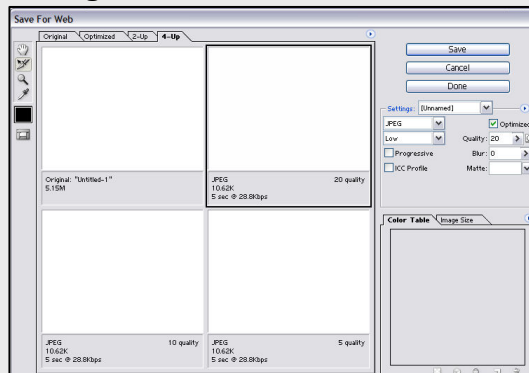 Save For Web
Original Optimized 2-Up 4-Up
Save
Cancel
Done
Settings: [Unnamed]
JPEG Optimized
Low Quality: 20
Progressive Blur: 0
ICC Profile Matte:
Original: "Untitled-1"
5.15M
JPEG 20 quality
10.62K
5 sec @ 28.8Kbps
Color Table Image Size
JPEG 10 quality
10.62K
5 sec @ 28.8Kbps
JPEG 5 quality
10.62K
5 sec @ 28.8Kbps